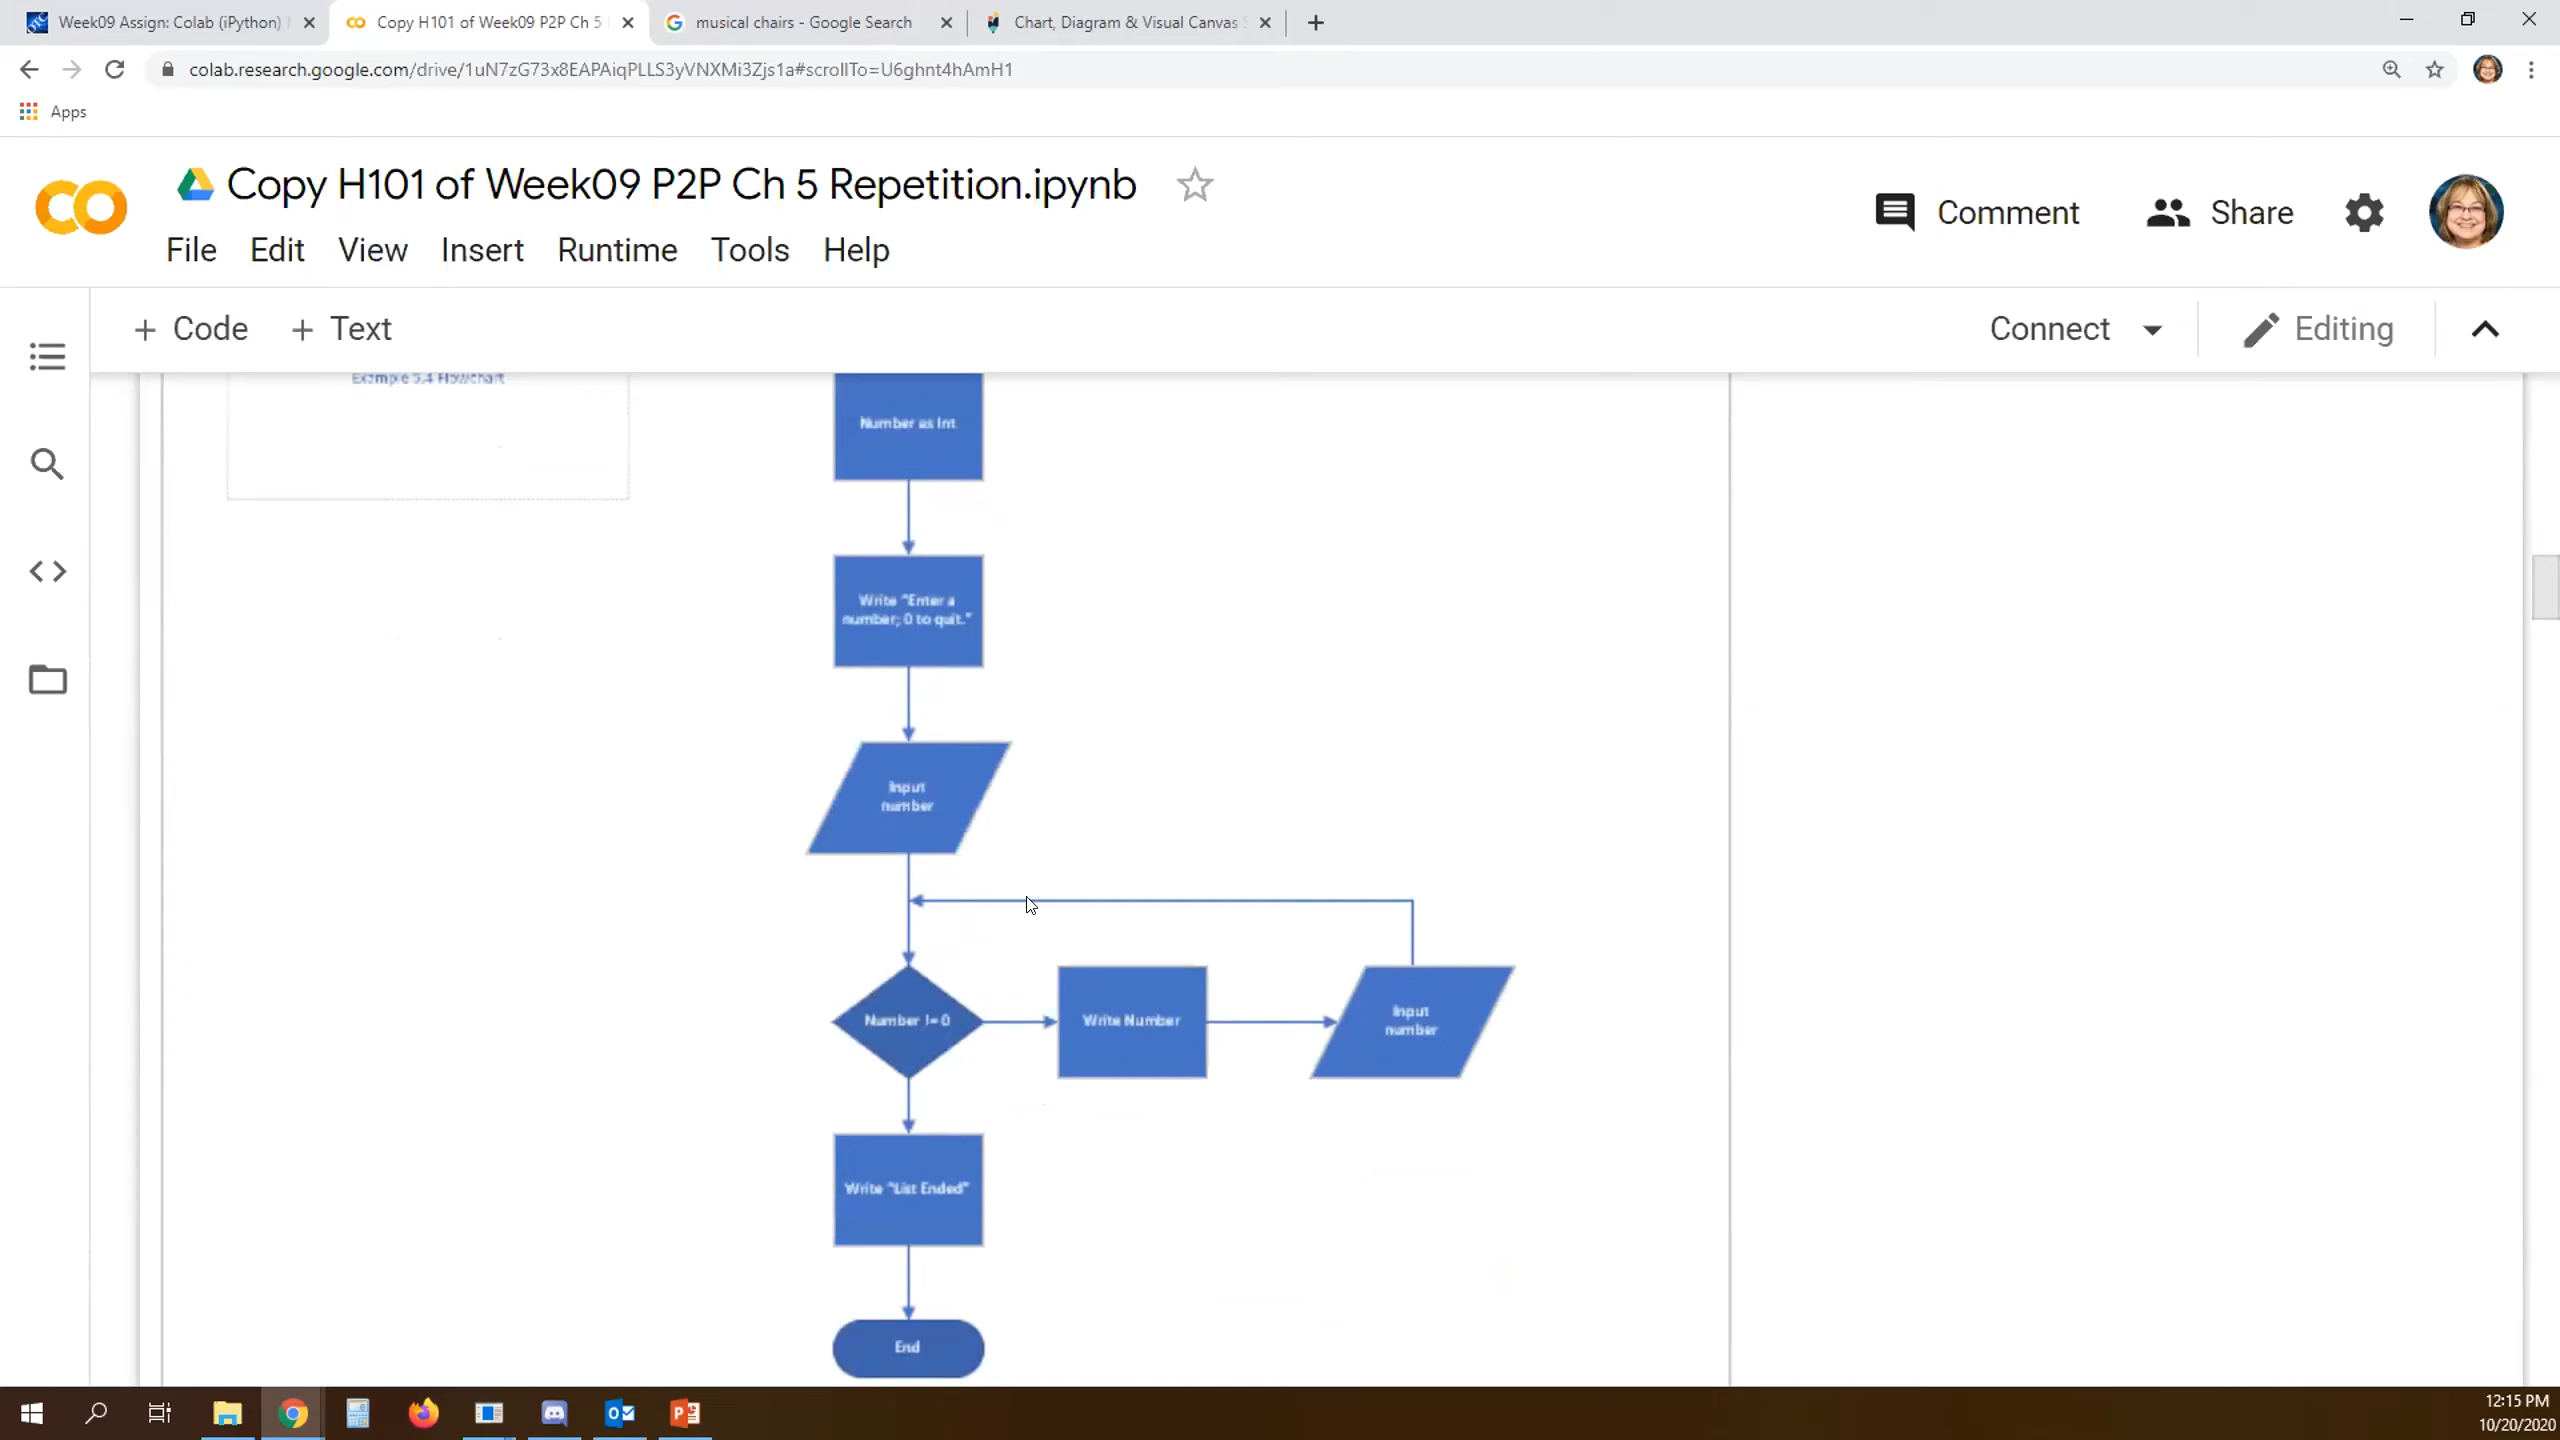 Week09 Assign: Colab (iPython)
Copy H101 of Week09 P2P Ch 5
musical chairs - Google Search
Chart, Diagram & Visual Canvas S
colab.research.google.com/drive/1uN7zG73x8EAPAiqPLLS3yVNXMi3Zjs1a#scrollTo=U6ghnt4hAmH1
Apps
Copy H101 of Week09 P2P Ch 5 Repetition.ipynb
Comment
Share
File Edit View Insert Runtime Tools Help
+ Code + Text
Connect
Editing
Example 5.4 Flowchart
Number as Int
Write "Enter a
number; 0 to quit."
Input
number
Number != 0
Write Number
Input
number
Write "List Ended"
End
12:15 PM
10/20/2020